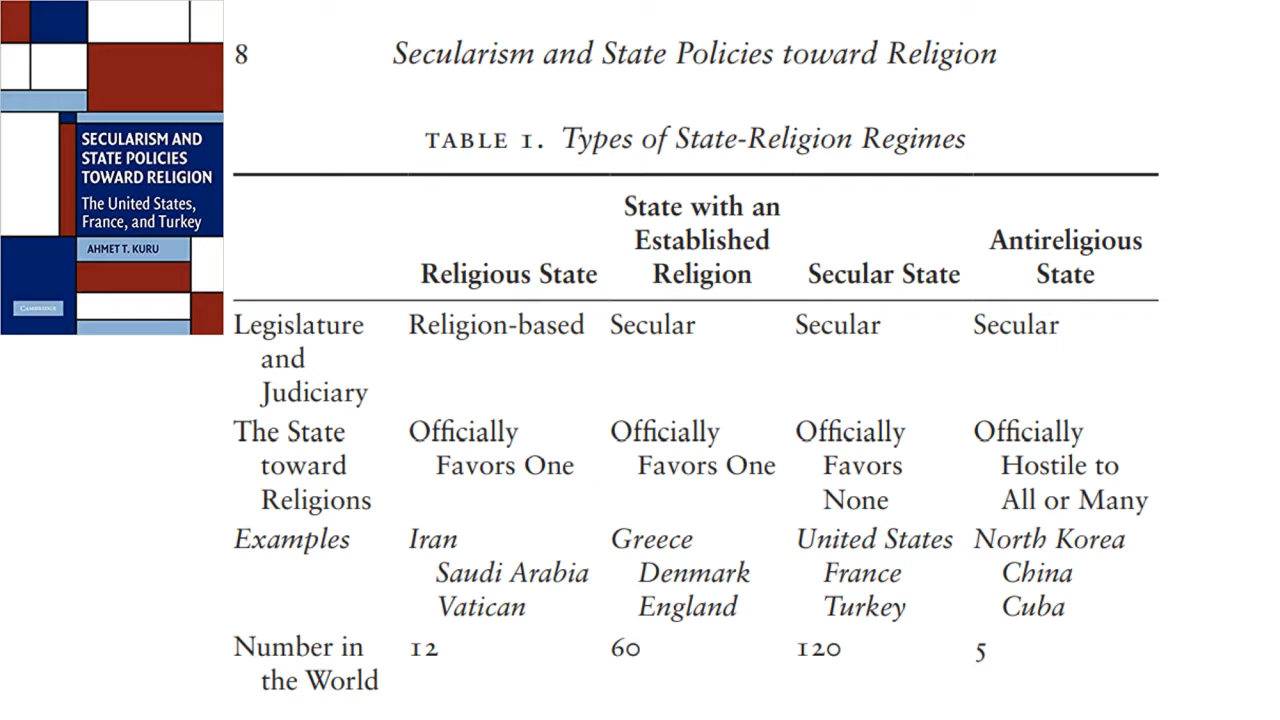 SECULARISM AND
STATE POLICIES
TOWARD RELIGION
The United States,
France, and Turkey
AHMET T. KURU
CAMBRIDGE
8 Secularism and State Policies toward Religion
TABLE 1. Types of State-Religion Regimes
Religious State State with an Established Religion Secular State Antireligious State
Legislature and Judiciary Religion-based Secular Secular Secular
The State toward Religions Officially Favors One Officially Favors One Officially Favors None Officially Hostile to All or Many
Examples Iran Saudi Arabia Vatican Greece Denmark England United States France Turkey North Korea China Cuba
Number in the World 12 60 120 5